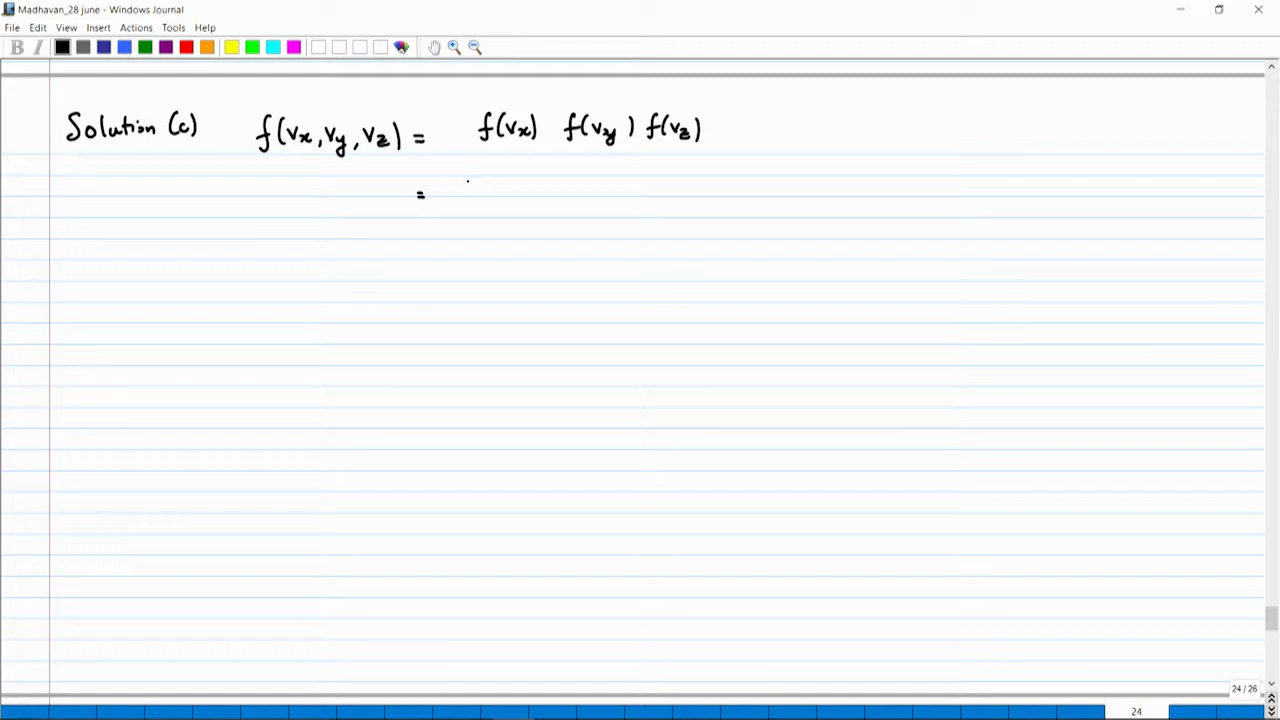 Madhavan_28 june - Windows Journal
File Edit View Insert Actions Tools Help
B I
Solution (c) f(vx, vy, vz) = f(vx) f(vy) f(vz)
=
24 / 26
24